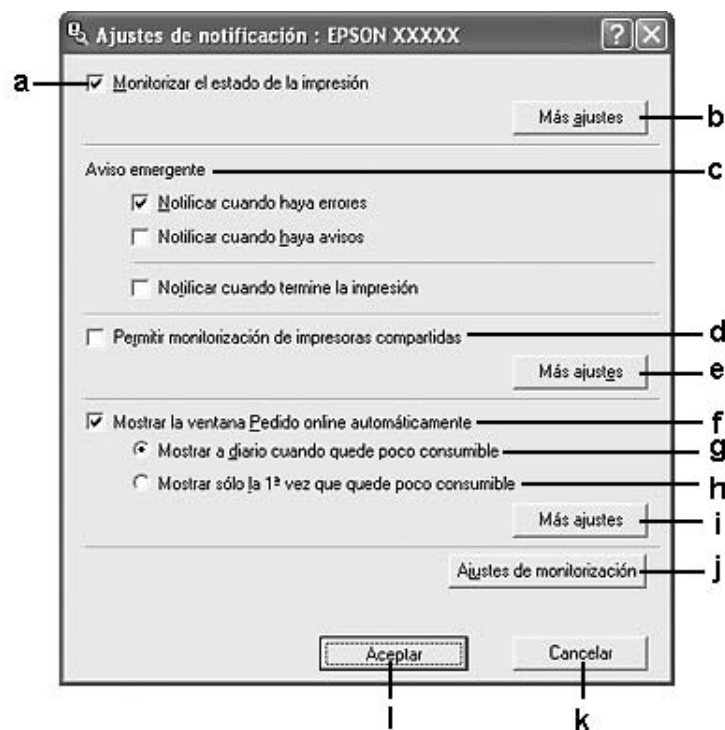 Ajustes de notificación : EPSON XXXXX
a
Monitorizar el estado de la impresión
Más ajustes
b
Aviso emergente
c
Notificar cuando haya errores
Notificar cuando haya avisos
Notificar cuando termine la impresión
Permitir monitorización de impresoras compartidas
d
Más ajustes
e
Mostrar la ventana Pedido online automáticamente
f
Mostrar a diario cuando quede poco consumible
g
Mostrar sólo la 1ª vez que quede poco consumible
h
Más ajustes
i
Ajustes de monitorización
j
Aceptar
Cancelar
l
k